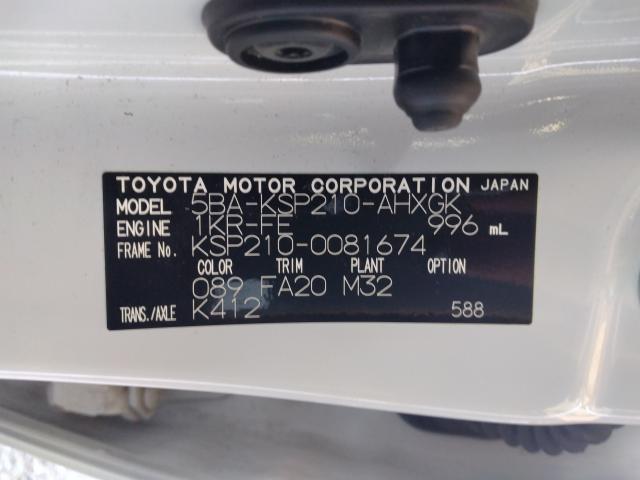 TOYOTA MOTOR CORPORATION JAPAN
MODEL 5BA-KSP210-AHXGK
ENGINE 1KR-FE 996 mL
FRAME No. KSP210-0081674
COLOR TRIM PLANT OPTION
089 FA20 M32
TRANS./AXLE K412 588